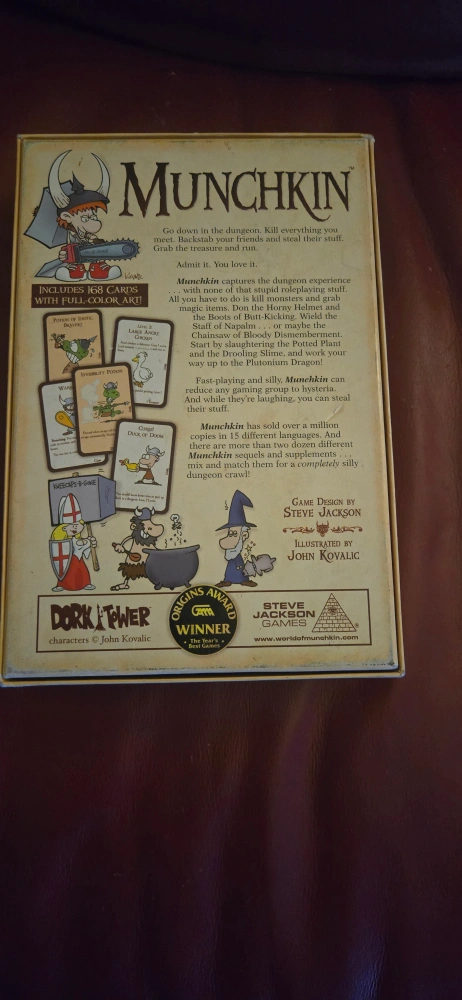 MUNCHKIN™
Go down in the dungeon. Kill everything you
meet. Backstab your friends and steal their stuff.
Grab the treasure and run.
Admit it. You love it.
INCLUDES 168 CARDS
WITH FULL-COLOR ART!
Munchkin captures the dungeon experience
. . . with none of that stupid roleplaying stuff.
All you have to do is kill monsters and grab
magic items. Don the Horny Helmet and
the Boots of Butt-Kicking. Wield the
Staff of Napalm . . . or maybe the
Chainsaw of Bloody Dismemberment.
Start by slaughtering the Potted Plant
and the Drooling Slime, and work your
way up to the Plutonium Dragon!
Fast-playing and silly, Munchkin can
reduce any gaming group to hysteria.
And while they're laughing, you can steal
their stuff.
Munchkin has sold over a million
copies in 15 different languages. And
there are more than two dozen different
Munchkin sequels and supplements . . .
mix and match them for a completely silly
dungeon crawl!
POTION OF IDIOTIC
BRAVERY
LEVEL 2
LARGE ANGRY
CHICKEN
INVISIBILITY POTION
CURSE!
DUCK OF DOOM
GAME DESIGN BY
STEVE JACKSON
ILLUSTRATED BY
JOHN KOVALIC
DORK TOWER
characters © John Kovalic
ORIGINS AWARD
WINNER
The Year's
Best Games
STEVE
JACKSON
GAMES
®
www.worldofmunchkin.com